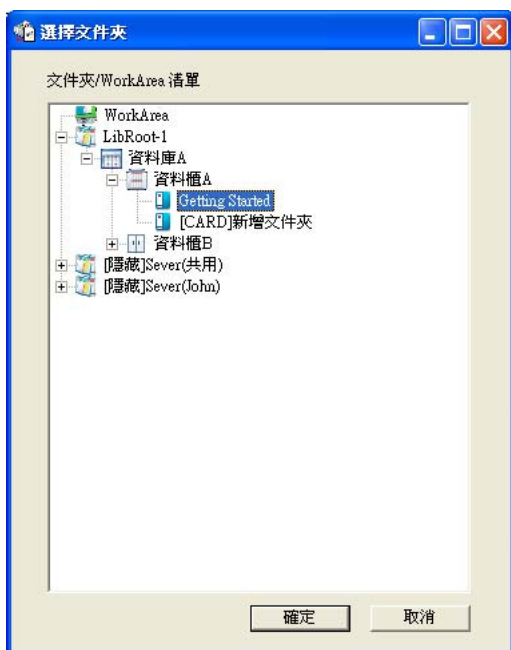 選擇文件夾
文件夾/WorkArea 清單
WorkArea
LibRoot-1
資料庫A
資料櫃A
Getting Started
[CARD]新增文件夾
資料櫃B
[隱藏]Sever(共用)
[隱藏]Sever(John)
確定 取消